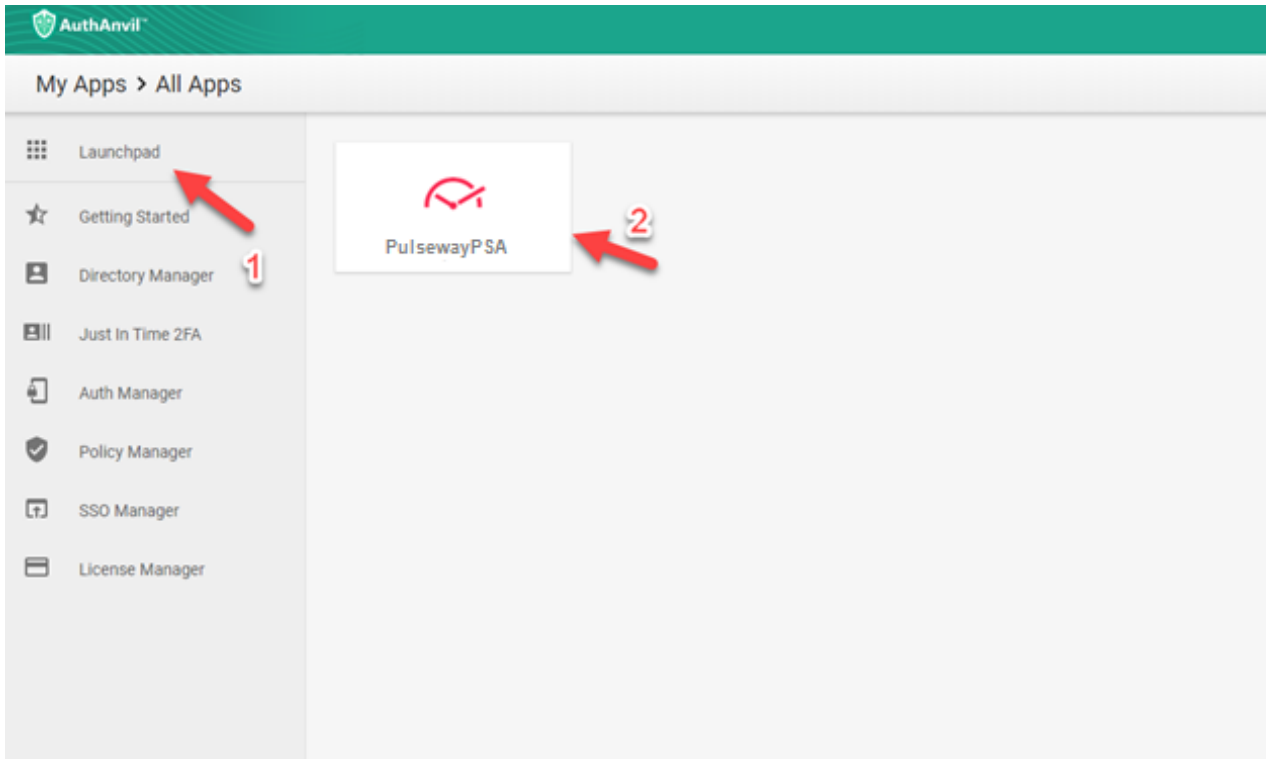 AuthAnvil™
My Apps > All Apps
Launchpad
Getting Started
Directory Manager
Just In Time 2FA
Auth Manager
Policy Manager
SSO Manager
License Manager
1
PulsewayPSA
2